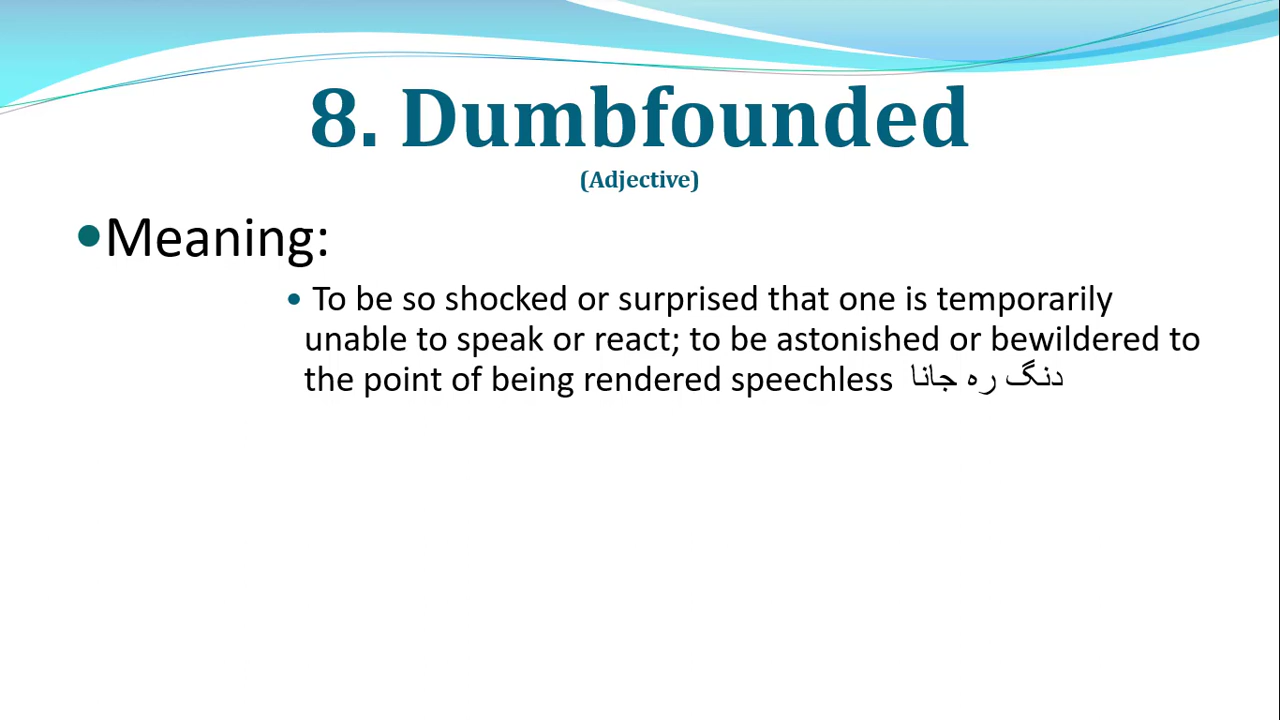 8. Dumbfounded
(Adjective)
•Meaning:
• To be so shocked or surprised that one is temporarily
unable to speak or react; to be astonished or bewildered to
the point of being rendered speechless دنگ رہ جانا